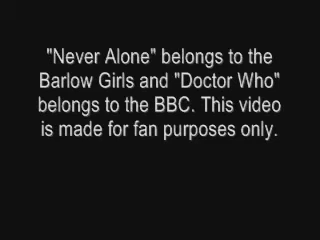 "Never Alone" belongs to the
Barlow Girls and "Doctor Who"
belongs to the BBC. This video
is made for fan purposes only.